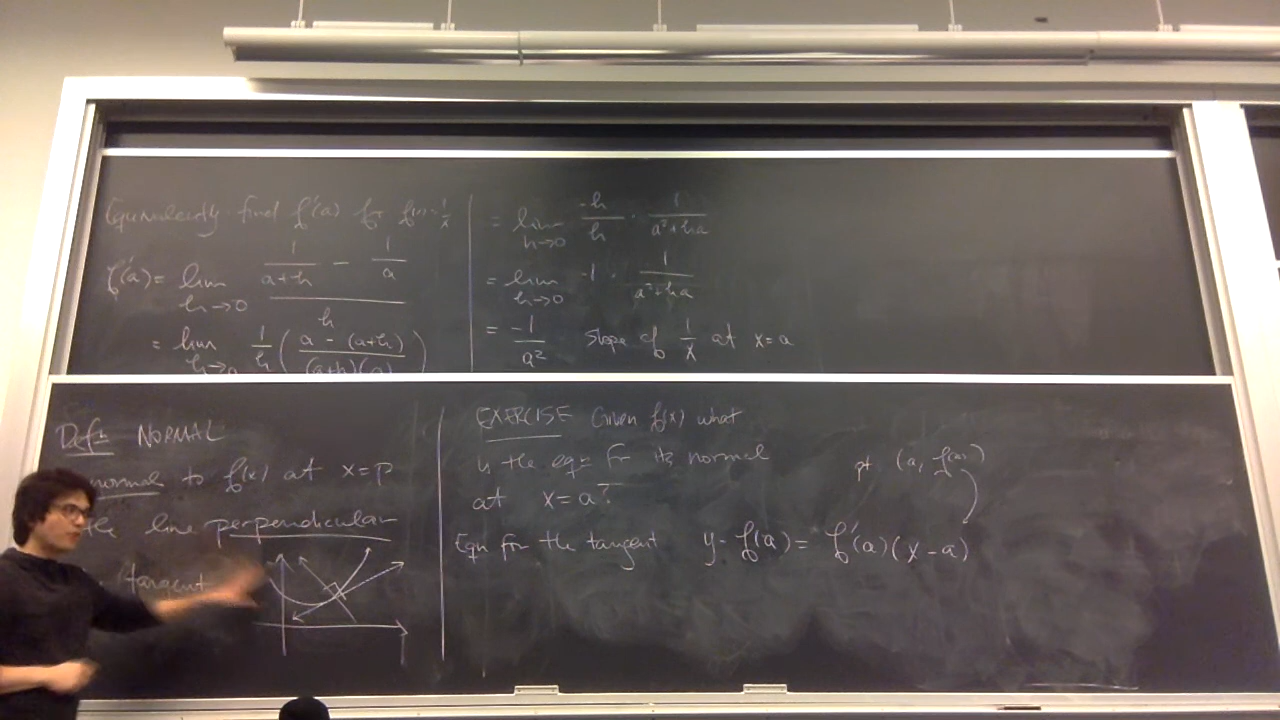 Equivalently find f'(a) for f(x)=1/x
f'(a) = lim h→0 (1/(a+h) - 1/a)/h
= lim h→0 1/h ((a - (a+h))/((a+h)(a)))
= lim h→0 -h/h · 1/(a²+ha)
= lim h→0 -1 · 1/(a²+ha)
= -1/a² slope of 1/x at x=a
Def= NORMAL
normal to f(x) at x=p
the line perpendicular
tangent
EXERCISE Given f(x) what
is the eqn for its normal
at x=a?
pt (a, f(a))
Eqn for the tangent y-f(a) = f'(a)(x-a)